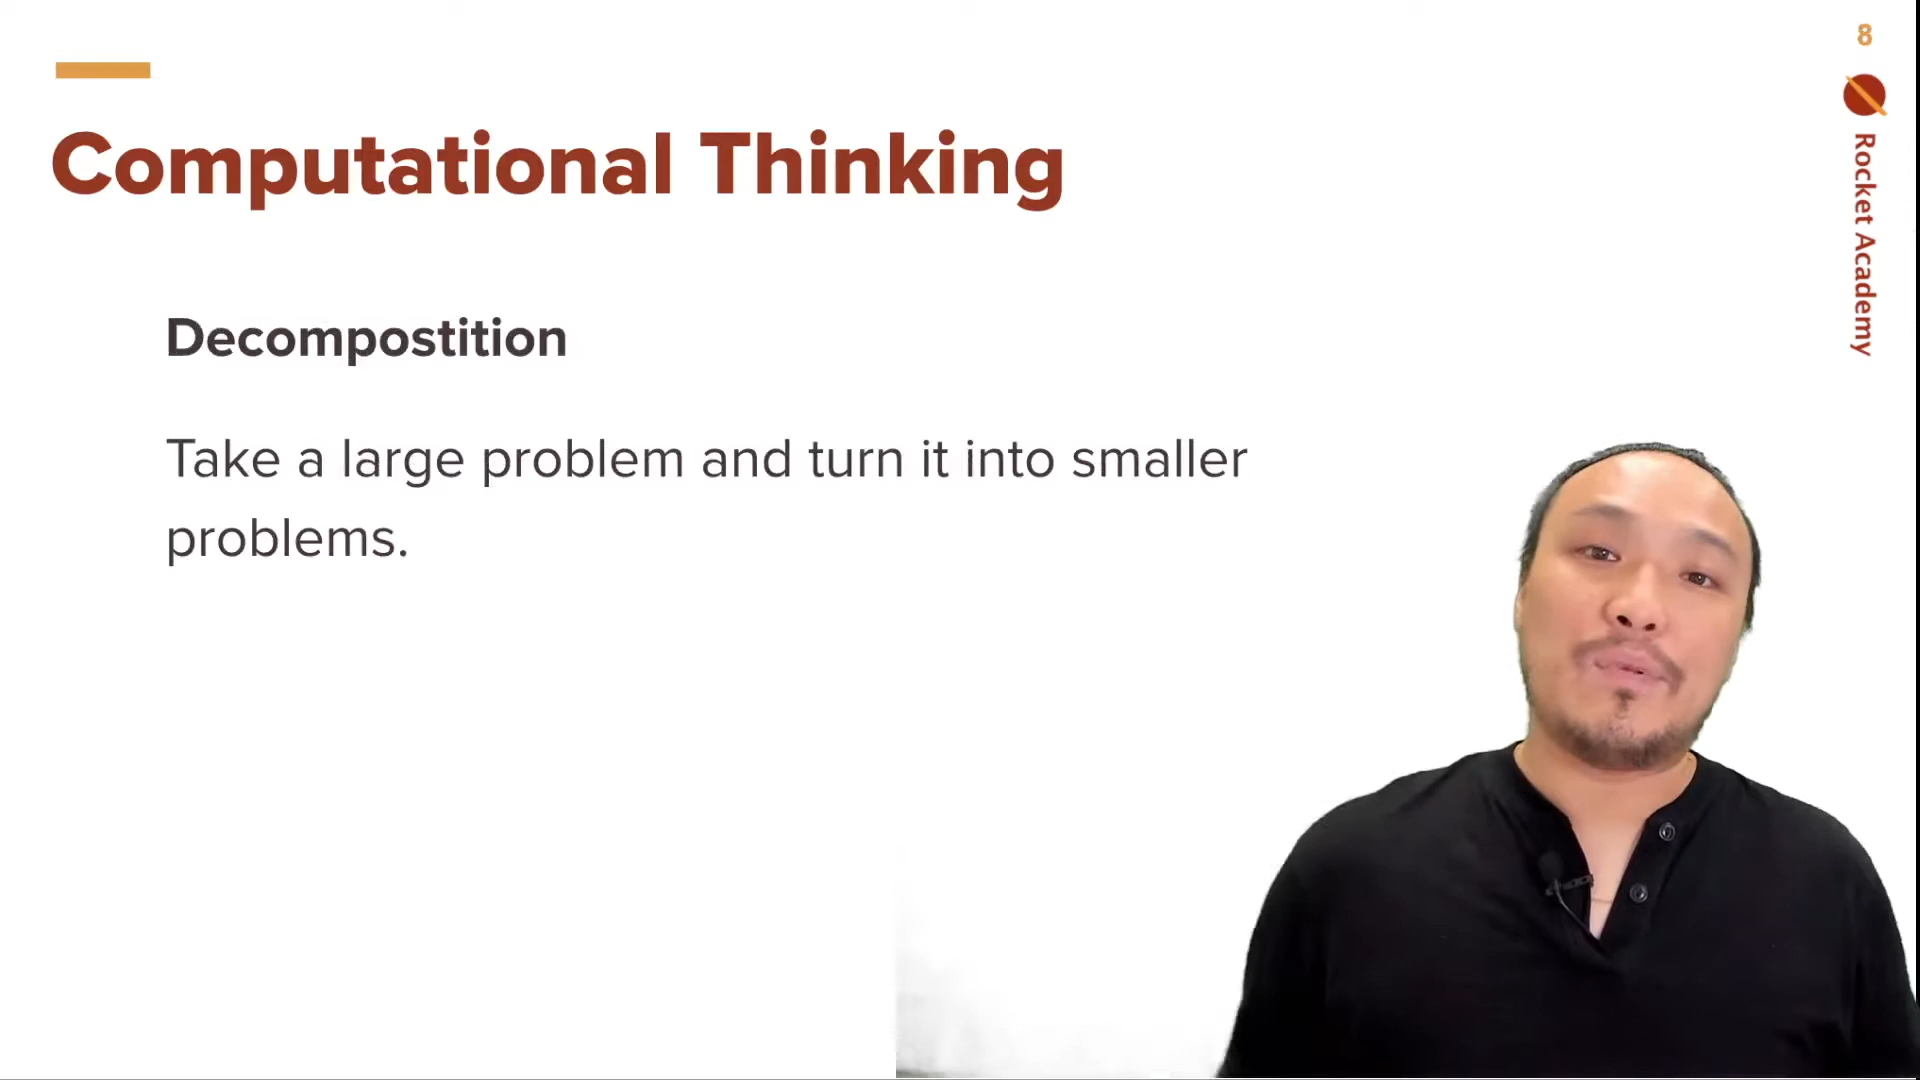 8
Rocket Academy
Computational Thinking
Decompostition
Take a large problem and turn it into smaller
problems.